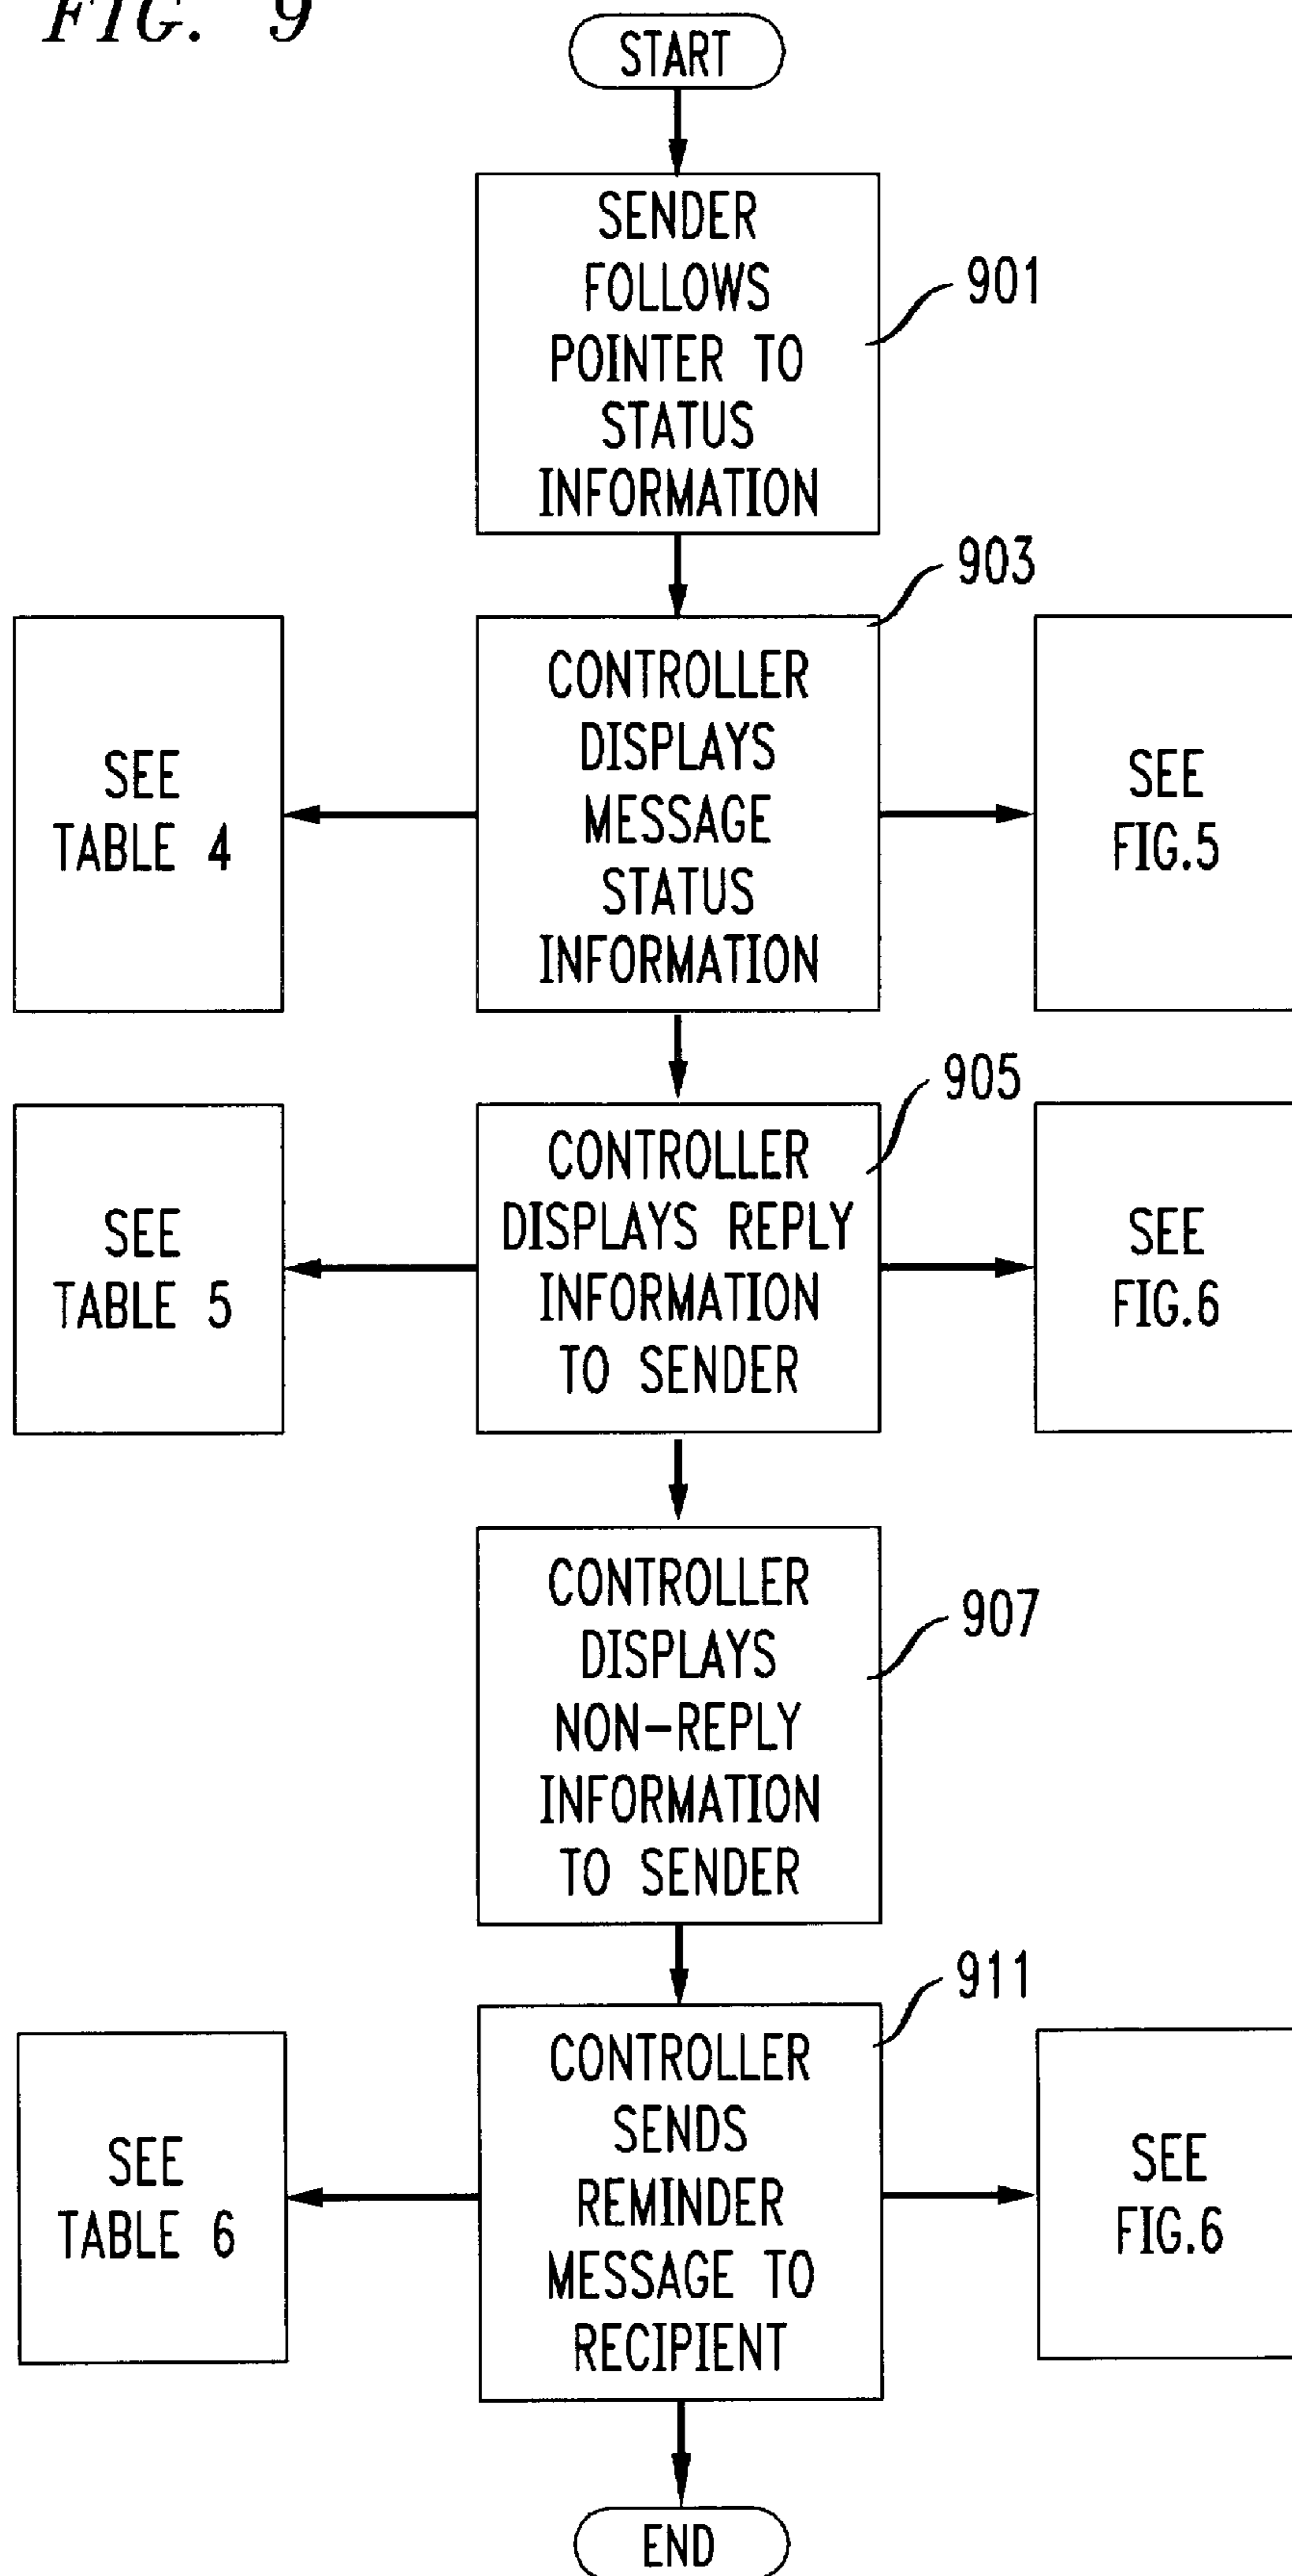 FIG. 9
START
SENDER
FOLLOWS
POINTER TO
STATUS
INFORMATION
901
903
SEE
TABLE 4
CONTROLLER
DISPLAYS
MESSAGE
STATUS
INFORMATION
SEE
FIG.5
905
SEE
TABLE 5
CONTROLLER
DISPLAYS REPLY
INFORMATION
TO SENDER
SEE
FIG.6
CONTROLLER
DISPLAYS
NON-REPLY
INFORMATION
TO SENDER
907
911
SEE
TABLE 6
CONTROLLER
SENDS
REMINDER
MESSAGE TO
RECIPIENT
SEE
FIG.6
END